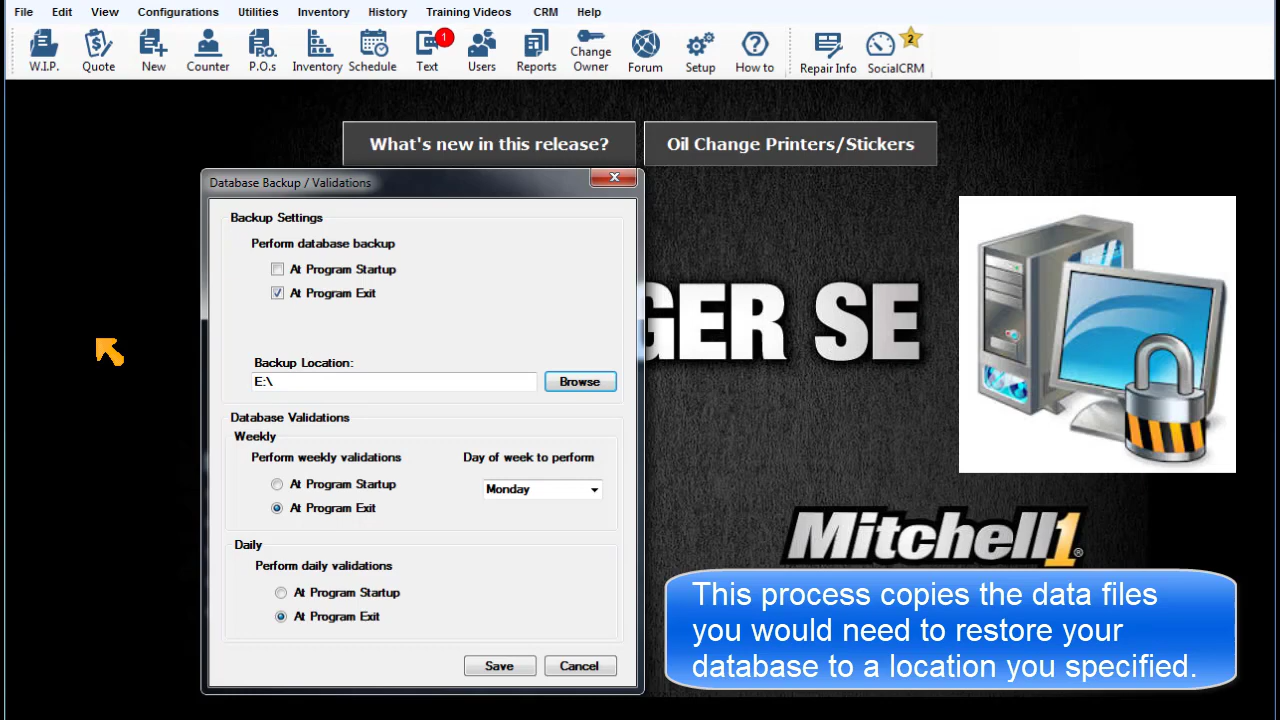 File Edit View Configurations Utilities Inventory History Training Videos CRM Help
1 2
W.I.P. Quote New Counter P.O.s Inventory Schedule Text Users Reports Change Owner Forum Setup How to Repair Info SocialCRM
P.O.
What's new in this release? Oil Change Printers/Stickers
Database Backup / Validations
Backup Settings
Perform database backup
At Program Startup
At Program Exit
GER SE
Backup Location:
E:\ Browse
Database Validations
Weekly
Perform weekly validations Day of week to perform
At Program Startup Monday
At Program Exit
Mitchell1®
Daily
Perform daily validations
At Program Startup
At Program Exit
Save Cancel
This process copies the data files
you would need to restore your
database to a location you specified.